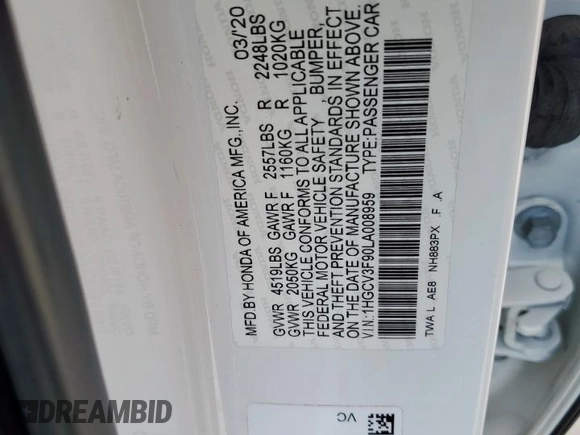 MFD.BY HONDA OF AMERICA MFG.,INC. 03/'20
GVWR 4519LBS GAWR F 2557LBS R 2248LBS
GVWR 2050KG GAWR F 1160KG R 1020KG
THIS VEHICLE CONFORMS TO ALL APPLICABLE
FEDERAL MOTOR VEHICLE SAFETY , BUMPER,
AND THEFT PREVENTION STANDARDS IN EFFECT
ON THE DATE OF MANUFACTURE SHOWN ABOVE.
V.I.N:1HGCV3F90LA008959 TYPE:PASSENGER CAR
TWA L AE8 NH883PX F A
VC
DREAMBID